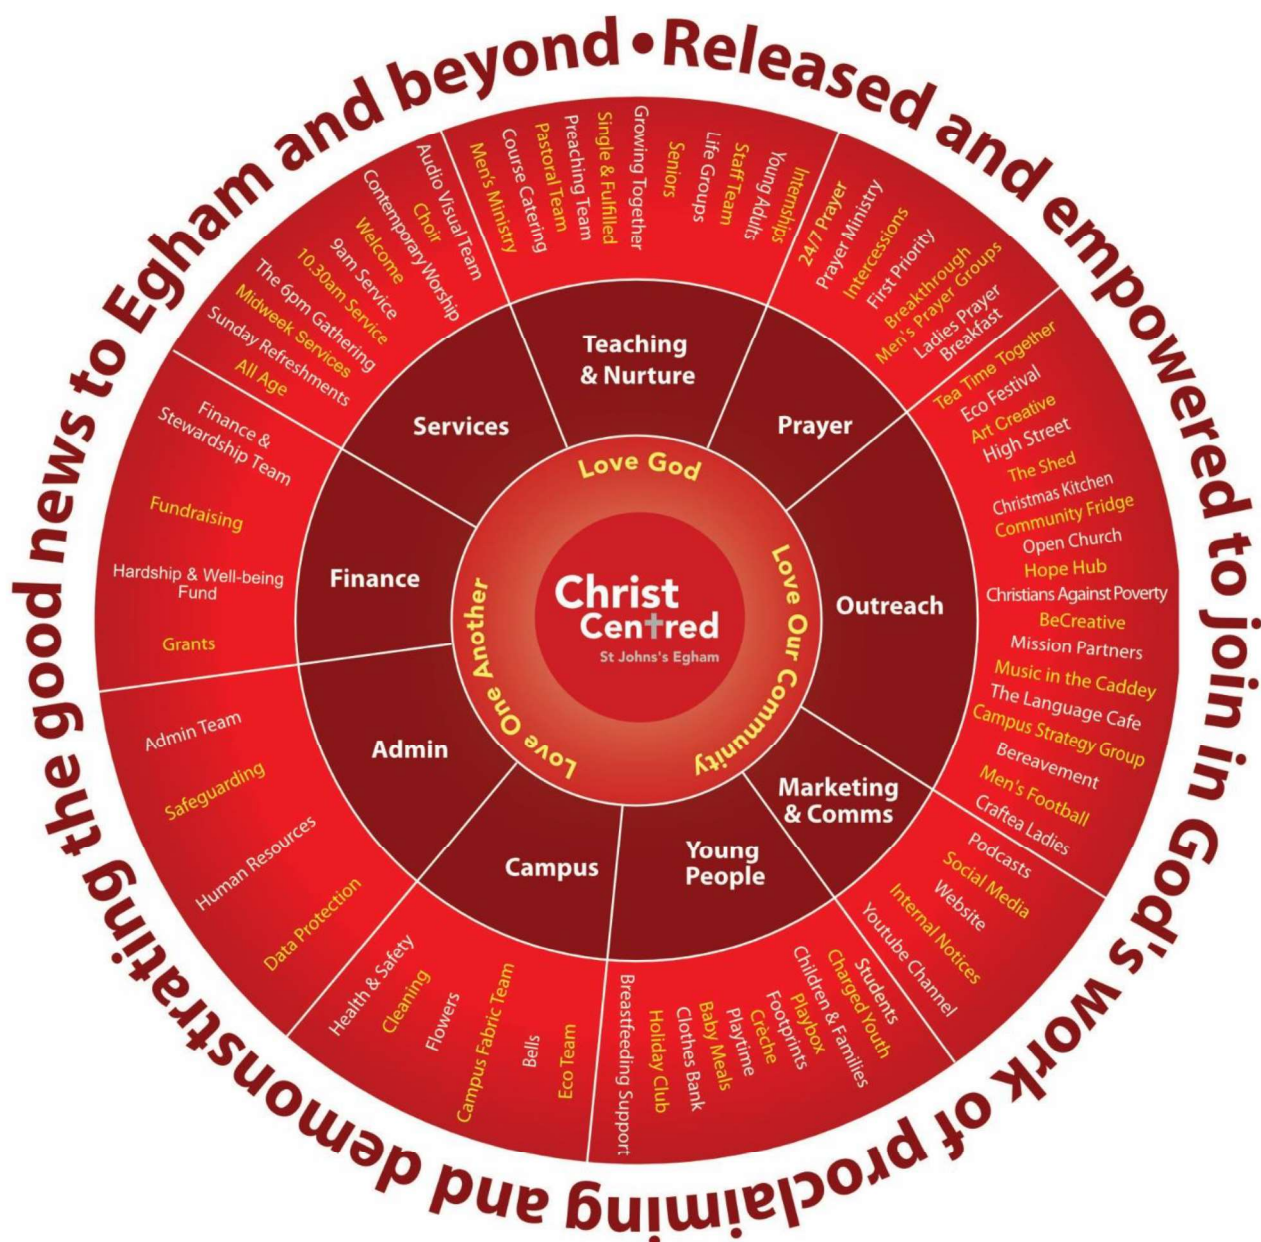 Released and empowered to join in God's work of proclaiming and demonstrating the good news to Egham and beyond •
Christ
Centred
St Johns's Egham
Love God
Love Our Community
Love One Another
Teaching
& Nurture
Men's Ministry
Course Catering
Pastoral Team
Preaching Team
Single & Fulfilled
Growing Together
Seniors
Life Groups
Staff Team
Young Adults
Internships
Prayer
24/7 Prayer
Prayer Ministry
Intercessions
First Priority
Breakthrough
Men's Prayer Groups
Ladies Prayer
Breakfast
Outreach
Tea Time Together
Eco Festival
Art Creative
High Street
The Shed
Christmas Kitchen
Community Fridge
Open Church
Hope Hub
Christians Against Poverty
BeCreative
Mission Partners
Music in the Caddey
The Language Cafe
Campus Strategy Group
Bereavement
Men's Football
Craftea Ladies
Marketing
& Comms
Podcasts
Social Media
Website
Internal Notices
Youtube Channel
Young
People
Students
Charged Youth
Children & Families
Playbox
Footprints
Crèche
Playtime
Baby Meals
Clothes Bank
Holiday Club
Breastfeeding Support
Campus
Eco Team
Bells
Campus Fabric Team
Flowers
Cleaning
Health & Safety
Admin
Data Protection
Human Resources
Safeguarding
Admin Team
Finance
Grants
Hardship & Well-being
Fund
Fundraising
Finance &
Stewardship Team
Services
All Age
Sunday Refreshments
Midweek Services
The 6pm Gathering
10.30am Service
9am Service
Welcome
Contemporary Worship
Choir
Audio Visual Team